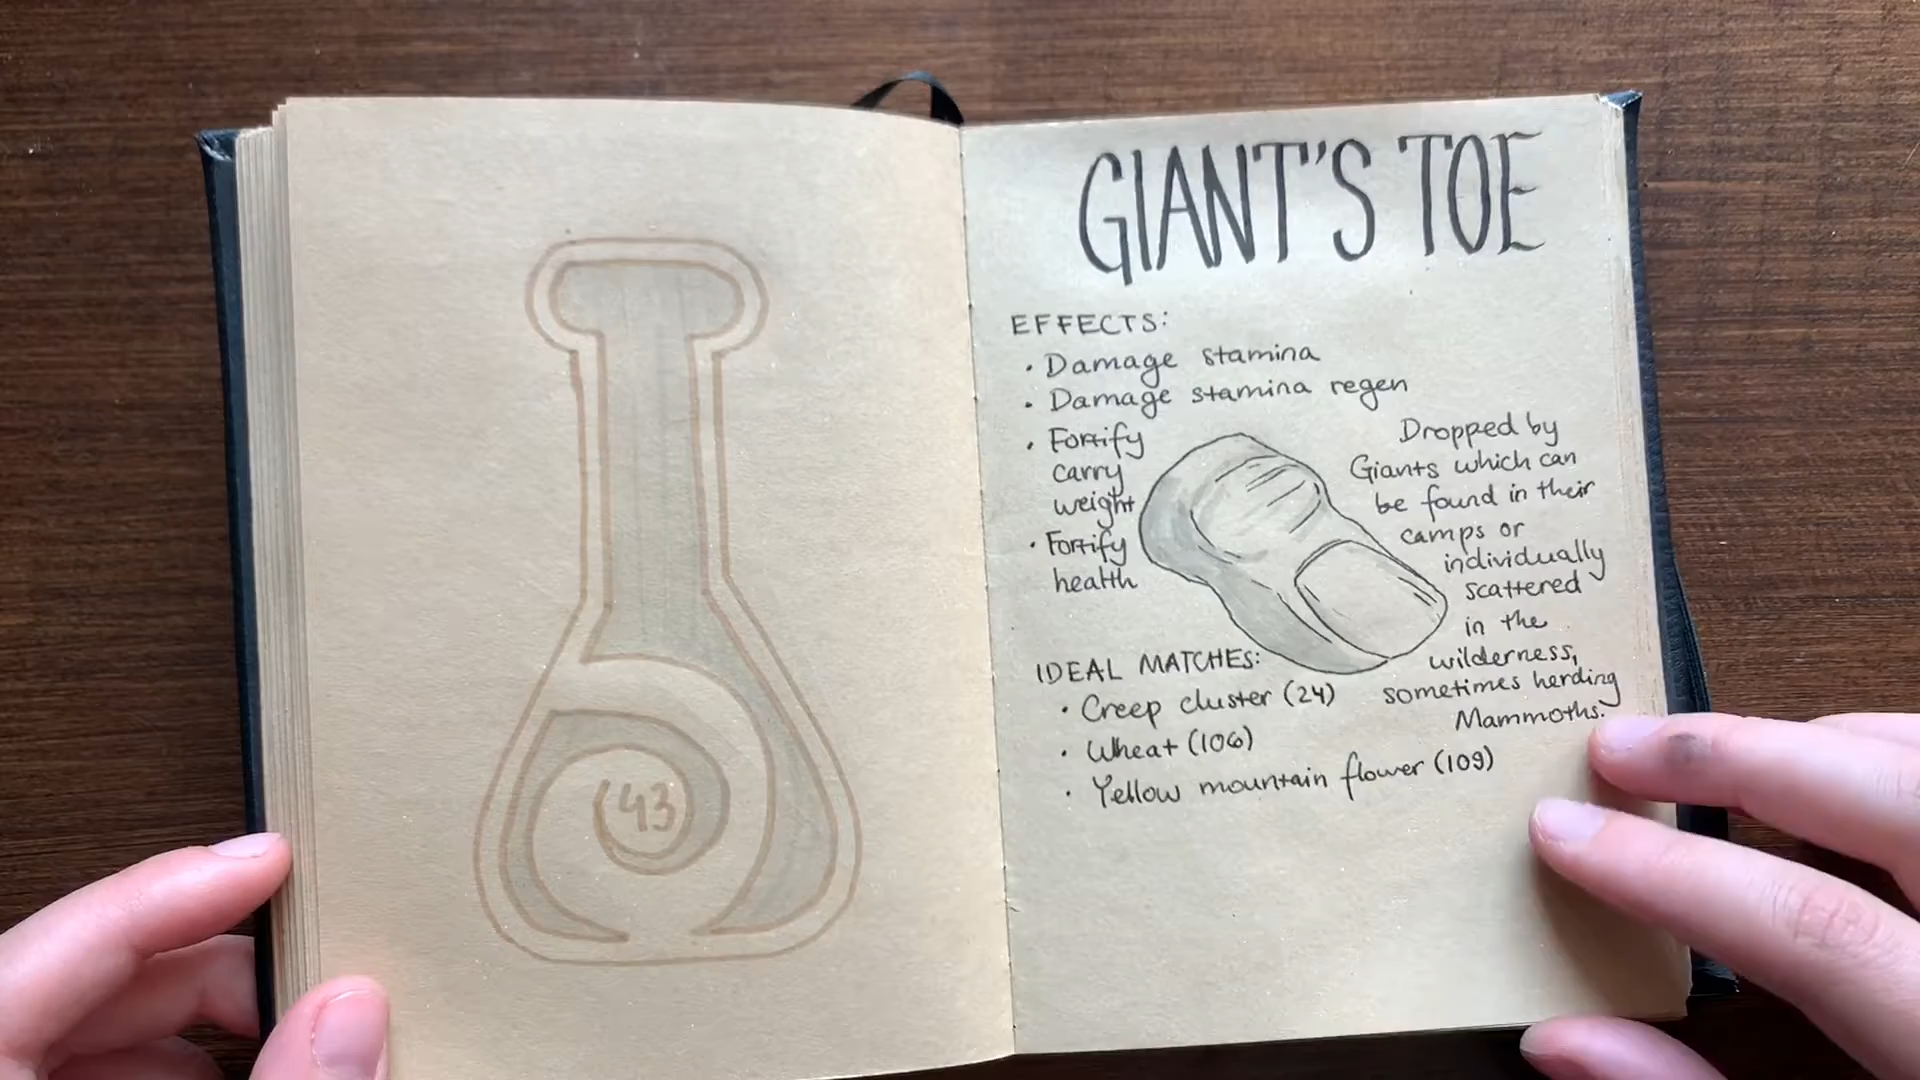 43
GIANT'S TOE
EFFECTS:
• Damage stamina
• Damage stamina regen
• Fortify
carry
weight
• Fortify
health
Dropped by
Giants which can
be found in their
camps or
individually
scattered
in the
wilderness,
sometimes herding
Mammoths.
IDEAL MATCHES:
• Creep cluster (24)
• Wheat (106)
• Yellow mountain flower (109)